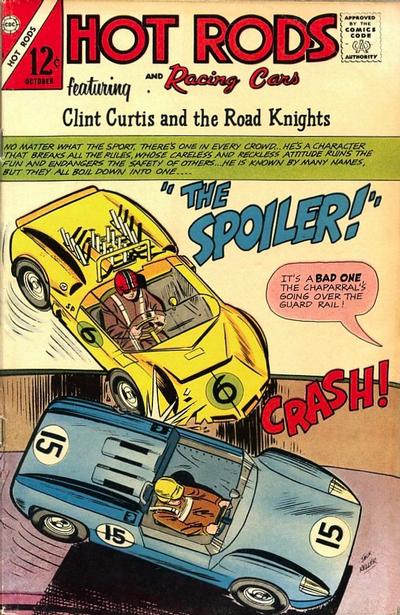 CDC
HOT RODS
12¢
OCTOBER
HOT RODS
AND Racing Cars
APPROVED
BY THE
COMICS
CODE
CA
AUTHORITY
featuring
Clint Curtis and the Road Knights
NO MATTER WHAT THE SPORT, THERE'S ONE IN EVERY CROWD...HE'S A CHARACTER
THAT BREAKS ALL THE RULES, WHOSE CARELESS AND RECKLESS ATTITUDE RUINS THE
FUN AND ENDANGERS THE SAFETY OF OTHERS...HE IS KNOWN BY MANY NAMES,
BUT THEY ALL BOIL DOWN INTO ONE....
"THE
SPOILER!"
IT'S A BAD ONE,
THE CHAPARRAL'S
GOING OVER THE
GUARD RAIL!
6
6
CRASH!
15
15
15
JACK
KELLER